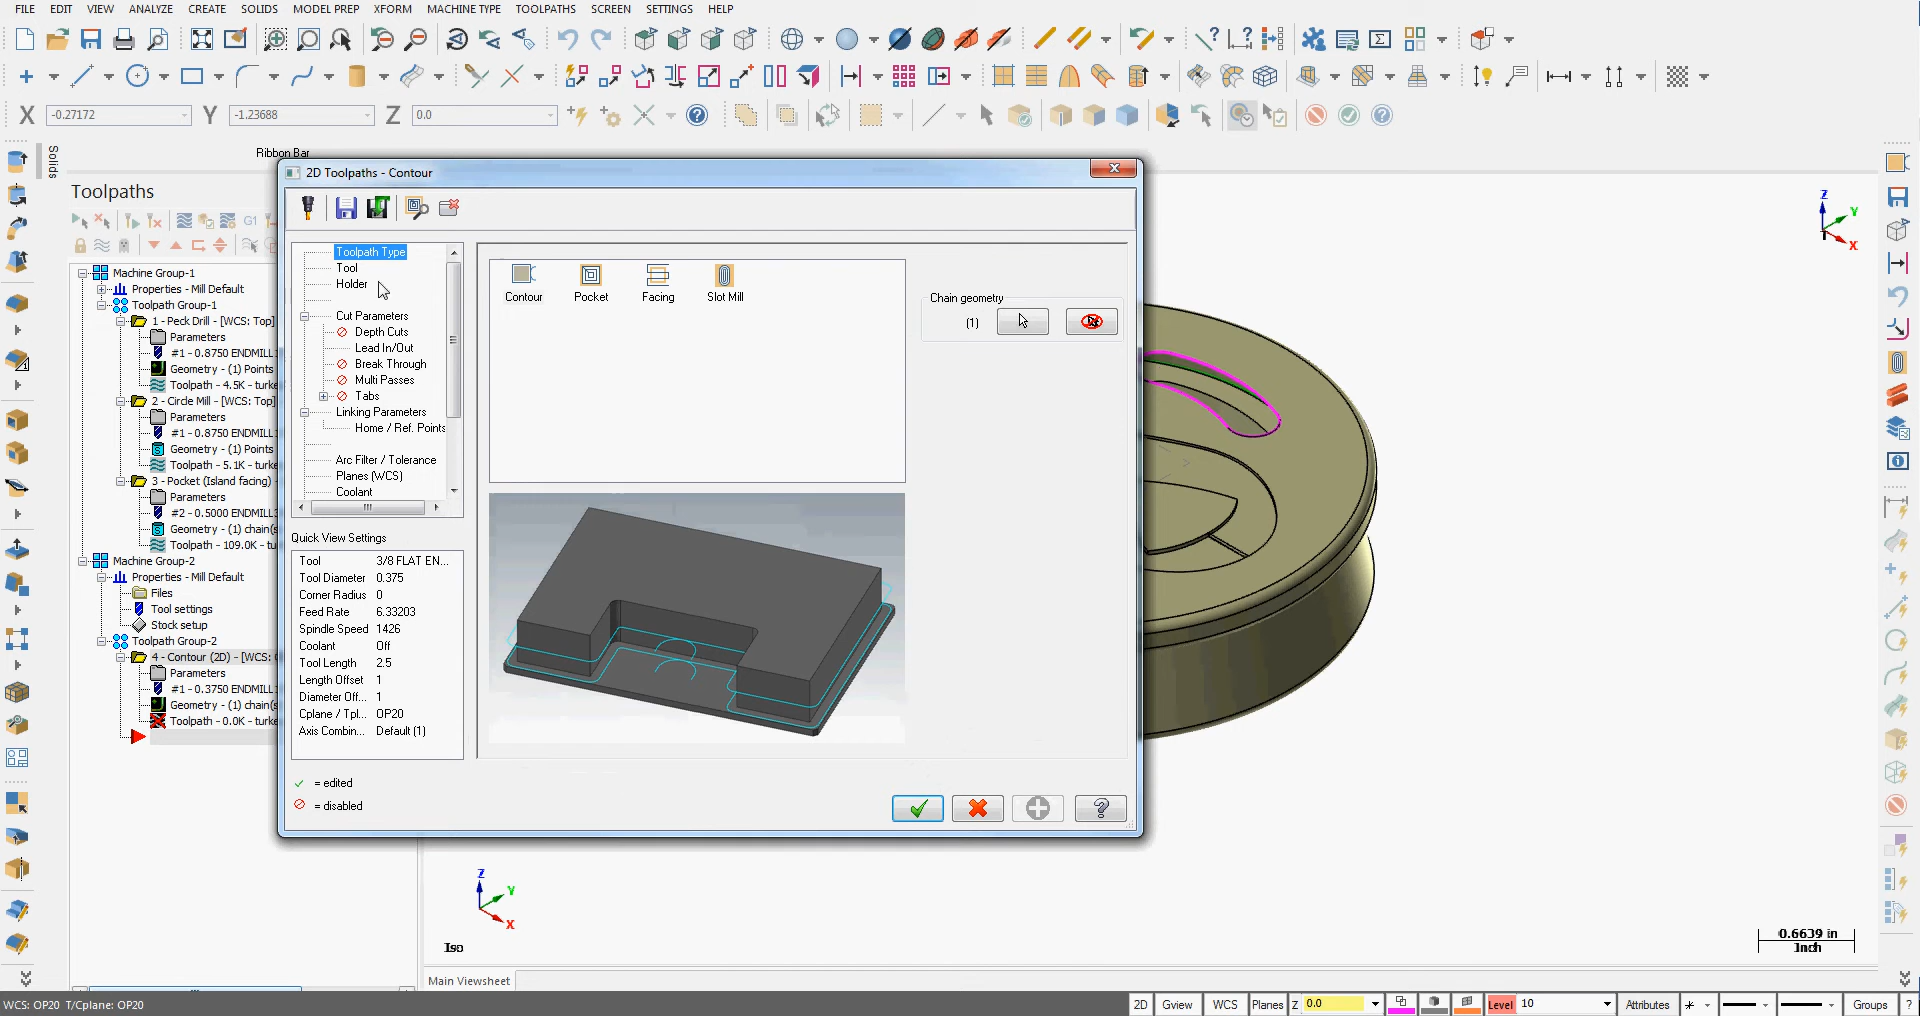 FILE EDIT VIEW ANALYZE CREATE SOLIDS MODEL PREP XFORM MACHINE TYPE TOOLPATHS SCREEN SETTINGS HELP
X -0.27172 Y -1.23688 Z 0.0
Ribbon Bar
Solids
Toolpaths
G1
Machine Group-1
Properties - Mill Default
Toolpath Group-1
1 - Peck Drill - [WCS: Top]
Parameters
#1 - 0.8750 ENDMILL
Geometry - (1) Points
Toolpath - 4.5K - turke
2 - Circle Mill - [WCS: Top]
Parameters
#1 - 0.8750 ENDMILL
Geometry - (1) Points
Toolpath - 5.1K - turke
3 - Pocket (Island facing) -
Parameters
#2 - 0.5000 ENDMILL
Geometry - (1) chain(s
Toolpath - 109.0K - tu
Machine Group-2
Properties - Mill Default
Files
Tool settings
Stock setup
Toolpath Group-2
4 - Contour (2D) - [WCS:
Parameters
#1 - 0.3750 ENDMILL
Geometry - (1) chain(s
Toolpath - 0.0K - turke
2D Toolpaths - Contour
Toolpath Type
Tool
Holder
Cut Parameters
Depth Cuts
Lead In/Out
Break Through
Multi Passes
Tabs
Linking Parameters
Home / Ref. Points
Arc Filter / Tolerance
Planes (WCS)
Coolant
Contour Pocket Facing Slot Mill
Chain geometry
(1)
Quick View Settings
Tool 3/8 FLAT EN...
Tool Diameter 0.375
Corner Radius 0
Feed Rate 6.33203
Spindle Speed 1426
Coolant Off
Tool Length 2.5
Length Offset 1
Diameter Off... 1
Cplane / Tpl... OP20
Axis Combin... Default (1)
= edited
= disabled
Z
Y
X
Z
Y
X
Iso
0.6639 in
Inch
Main Viewsheet
WCS: OP20 T/Cplane: OP20
2D Gview WCS Planes Z 0.0 Level 10 Attributes Groups ?